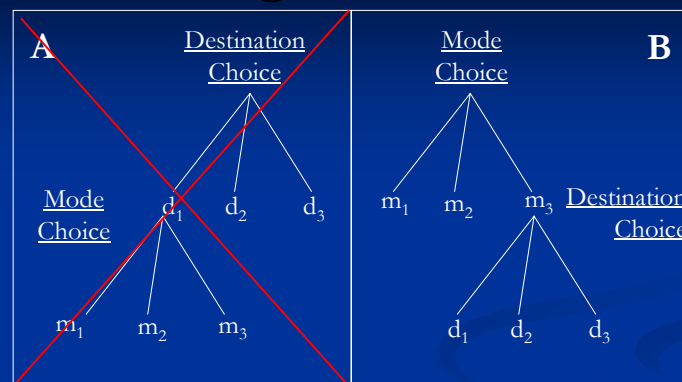 A
Destination
Choice
Mode
Choice
d₁ d₂ d₃
m₁ m₂ m₃
Mode
Choice
B
m₁ m₂ m₃
Destination
Choice
d₁ d₂ d₃